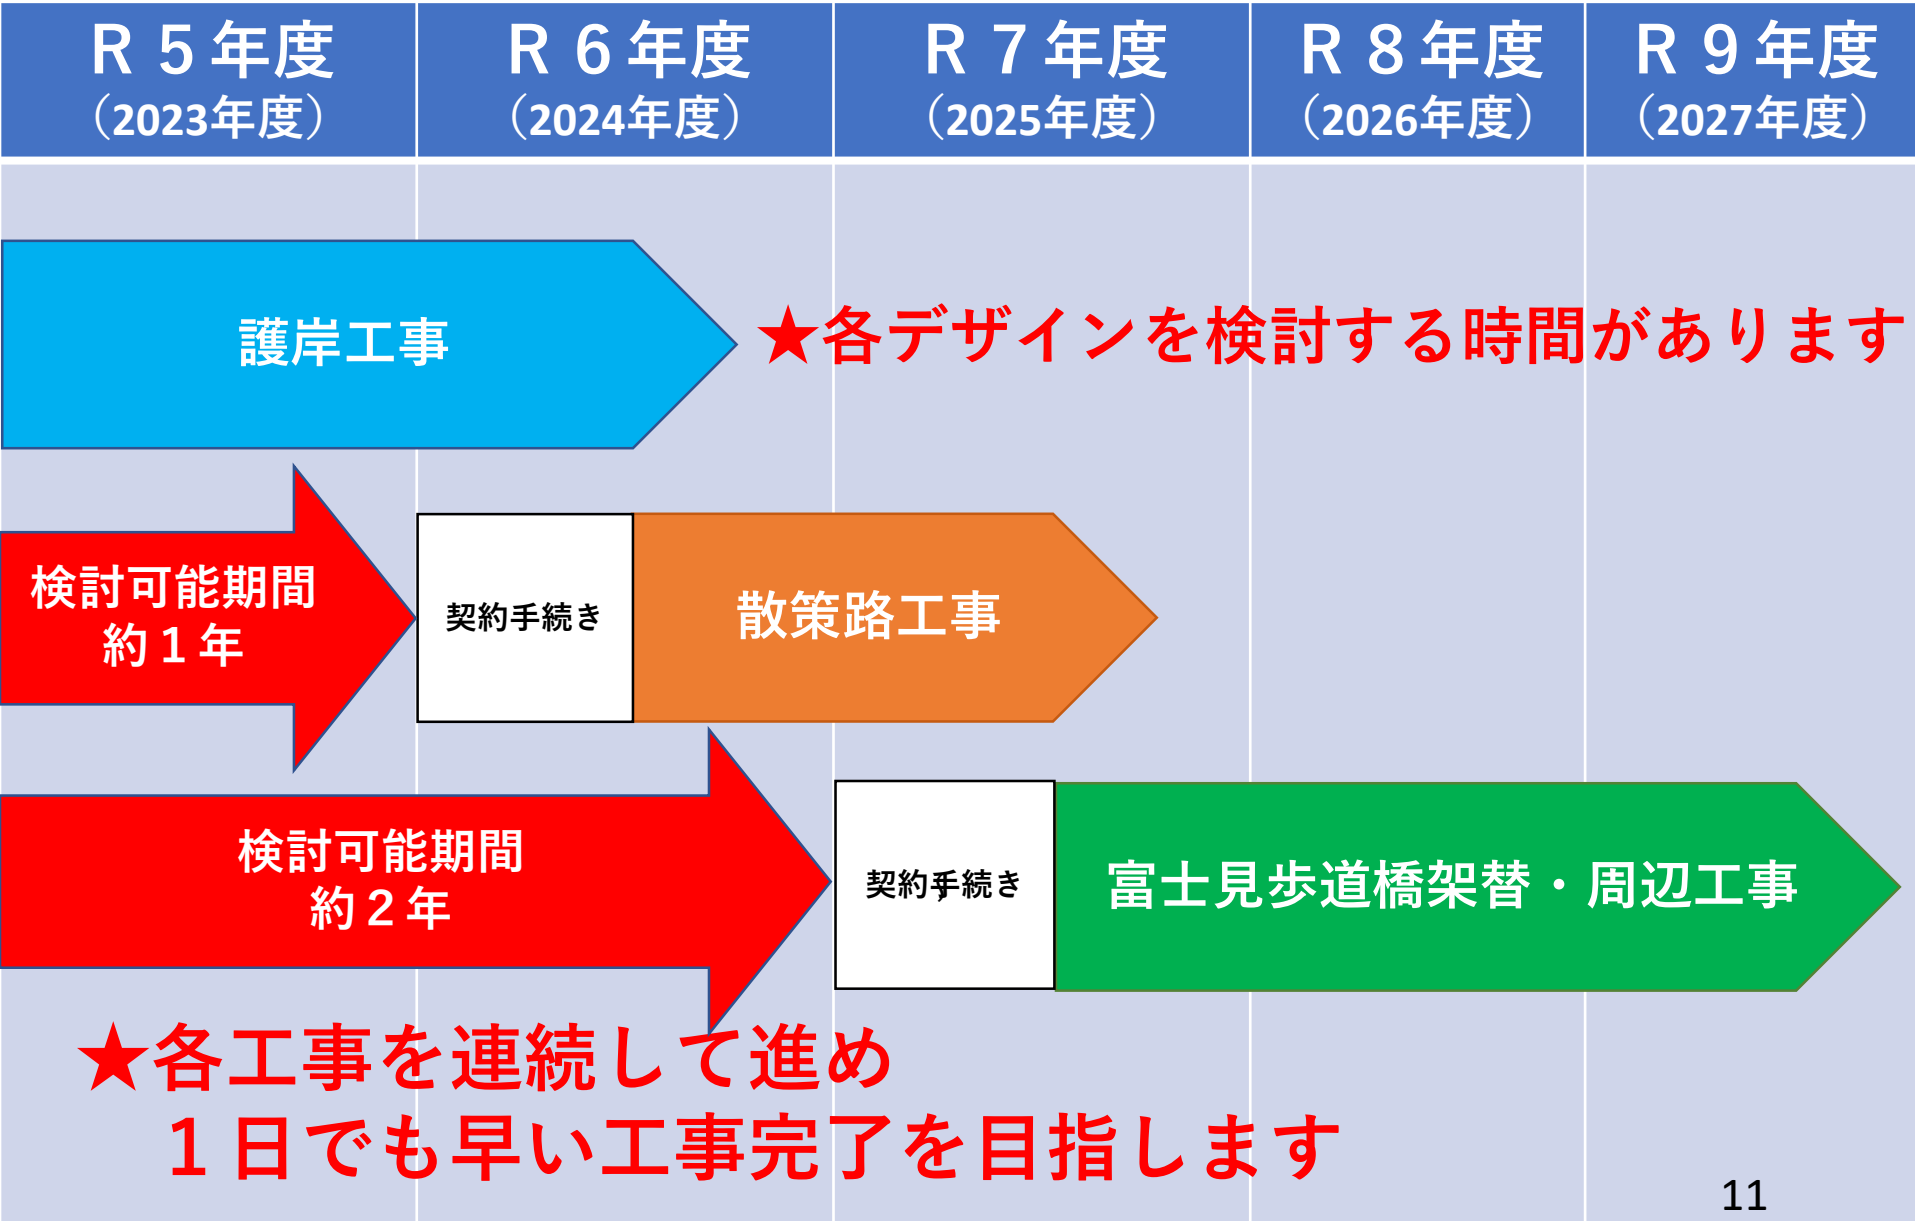 R 5年度
（2023年度）
R 6年度
（2024年度）
R 7年度
（2025年度）
R 8年度
（2026年度）
R 9年度
（2027年度）
護岸工事
★各デザインを検討する時間があります
検討可能期間
約１年
契約手続き
散策路工事
検討可能期間
約２年
契約手続き
富士見歩道橋架替・周辺工事
★各工事を連続して進め
１日でも早い工事完了を目指します
11